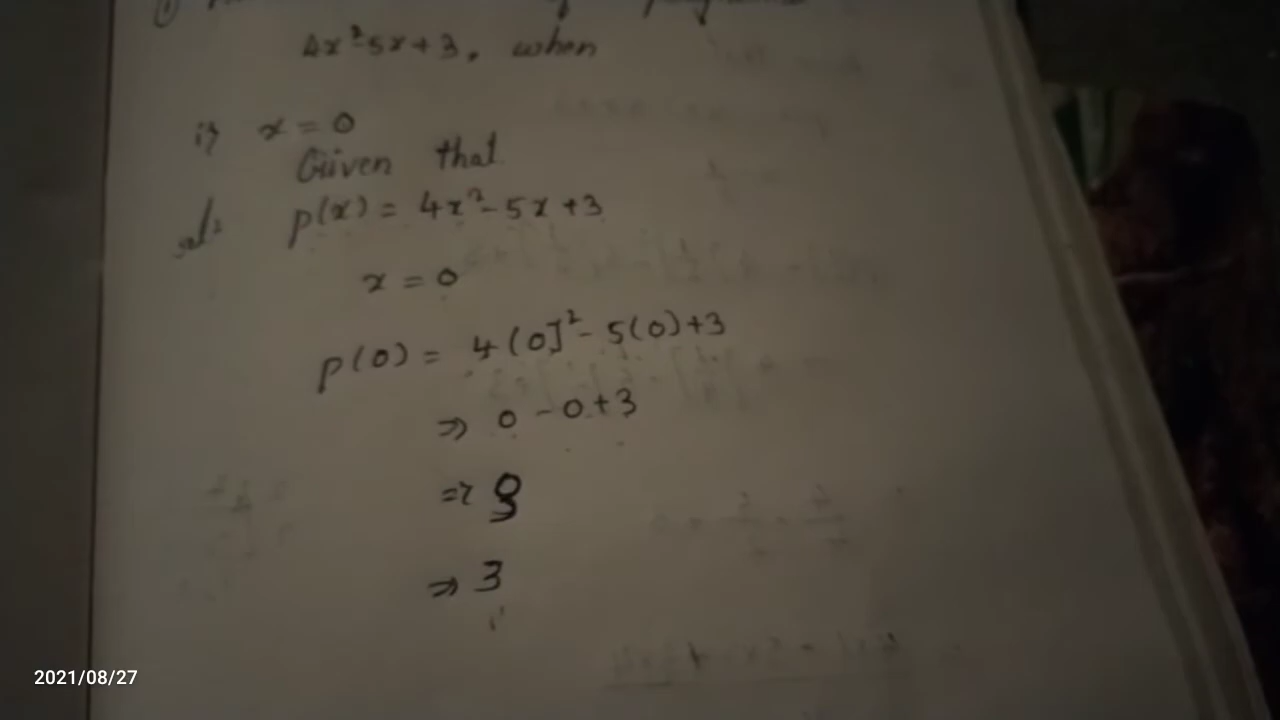 4x²-5x+3, when
i) x = 0
Given that
sol: p(x) = 4x²-5x+3
x = 0
p(0) = 4(0]²- 5(0)+3
⇒ 0 - 0 + 3
⇒
⇒ 3
2021/08/27